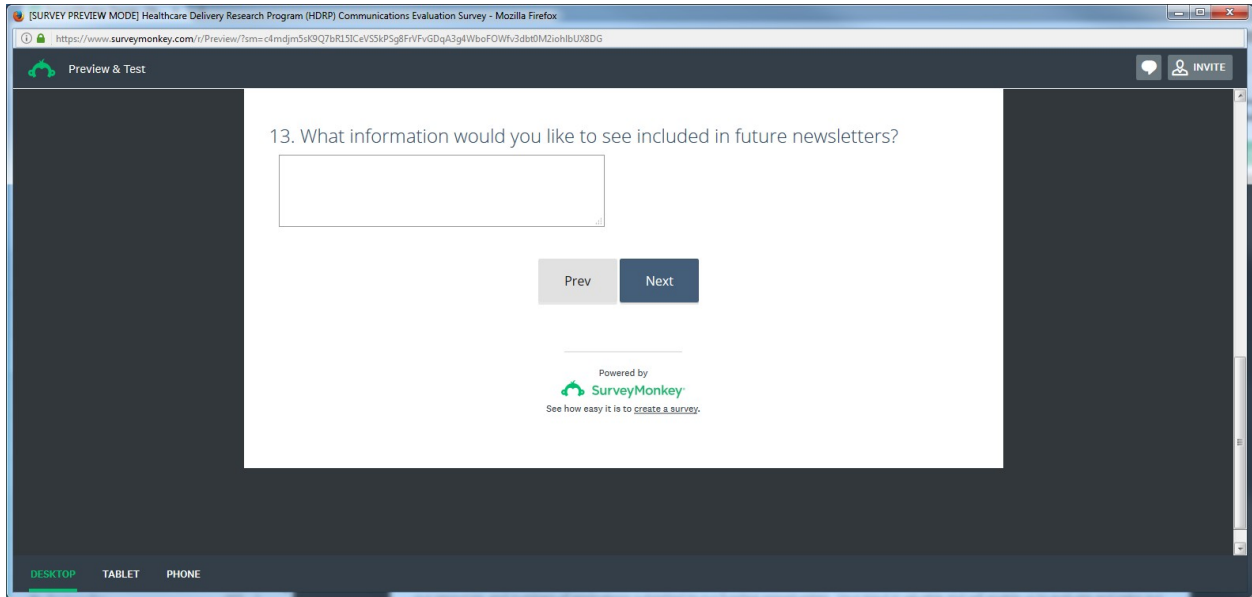 [SURVEY PREVIEW MODE] Healthcare Delivery Research Program (HDRP) Communications Evaluation Survey - Mozilla Firefox
https://www.surveymonkey.com/r/Preview/?sm=c4mdjm5sK9Q7bR15ICeVS5kPSg8FrVFvGDqA3g4WboFOWfv3dbt0M2iohIbUX8DG
Preview & Test
INVITE
13. What information would you like to see included in future newsletters?
Prev Next
Powered by
SurveyMonkey
See how easy it is to create a survey.
DESKTOP TABLET PHONE